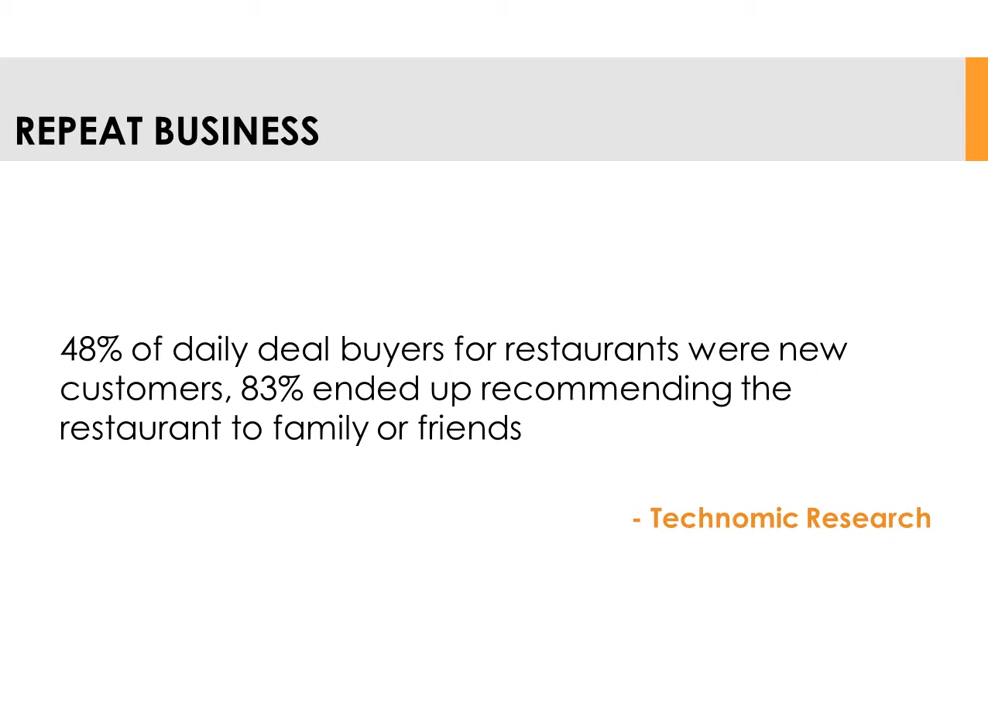 REPEAT BUSINESS
48% of daily deal buyers for restaurants were new
customers, 83% ended up recommending the
restaurant to family or friends
- Technomic Research